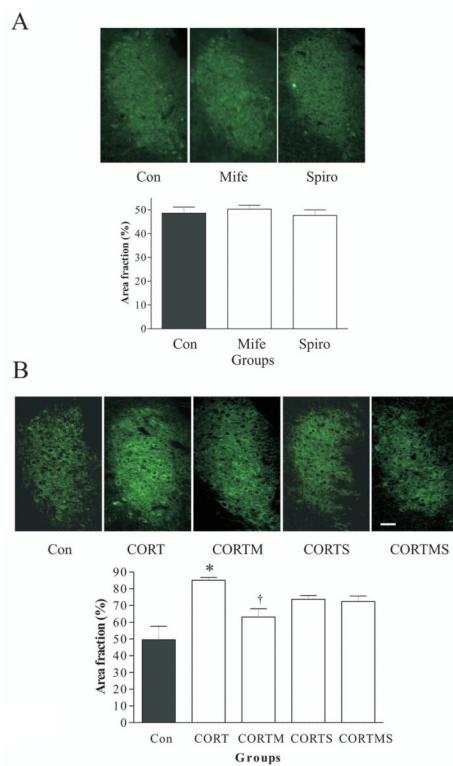 A
Con Mife Spiro
Area fraction (%)
50
40
30
20
10
0
Con Mife Spiro
Groups
B
Con CORT CORTM CORTS CORTMS
Area fraction (%)
90
80
70
60
50
40
30
20
10
0
*
†
Con CORT CORTM CORTS CORTMS
Groups